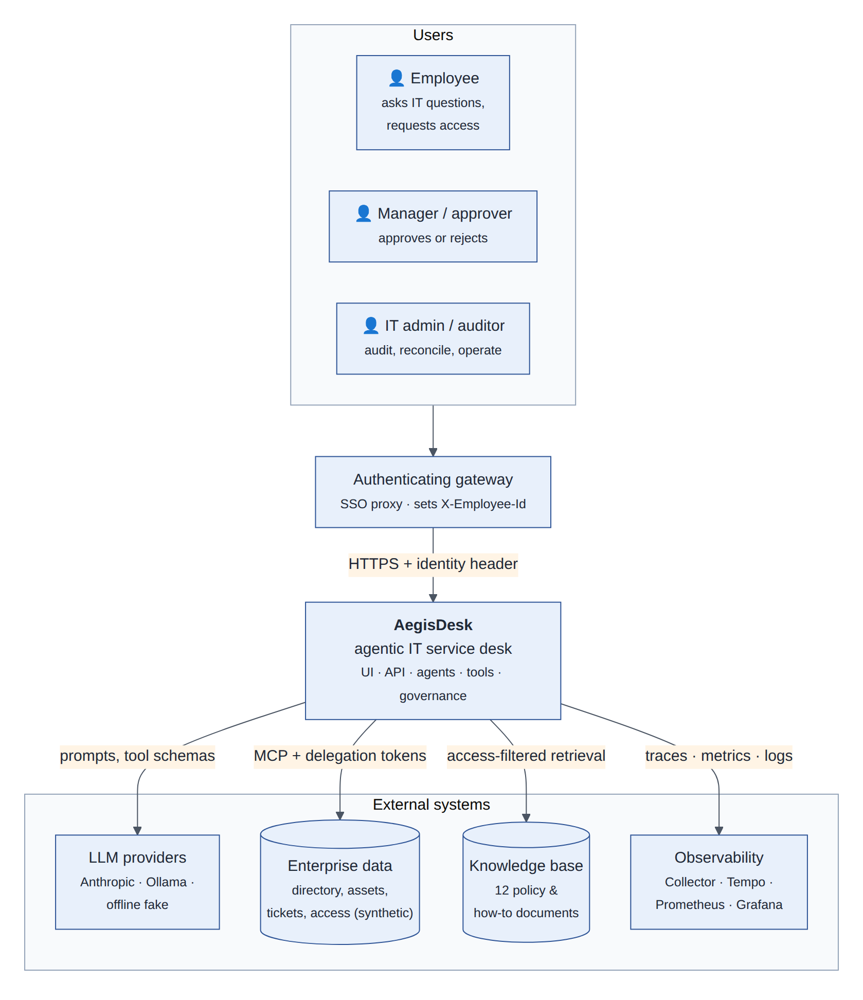 Users
👤 Employee
asks IT questions,
requests access
👤 Manager / approver
approves or rejects
👤 IT admin / auditor
audit, reconcile, operate
Authenticating gateway
SSO proxy · sets X-Employee-Id
HTTPS + identity header
AegisDesk
agentic IT service desk
UI · API · agents · tools ·
governance
prompts, tool schemas
MCP + delegation tokens
access-filtered retrieval
traces · metrics · logs
External systems
LLM providers
Anthropic · Ollama ·
offline fake
Enterprise data
directory, assets,
tickets, access (synthetic)
Knowledge base
12 policy &
how-to documents
Observability
Collector · Tempo ·
Prometheus · Grafana